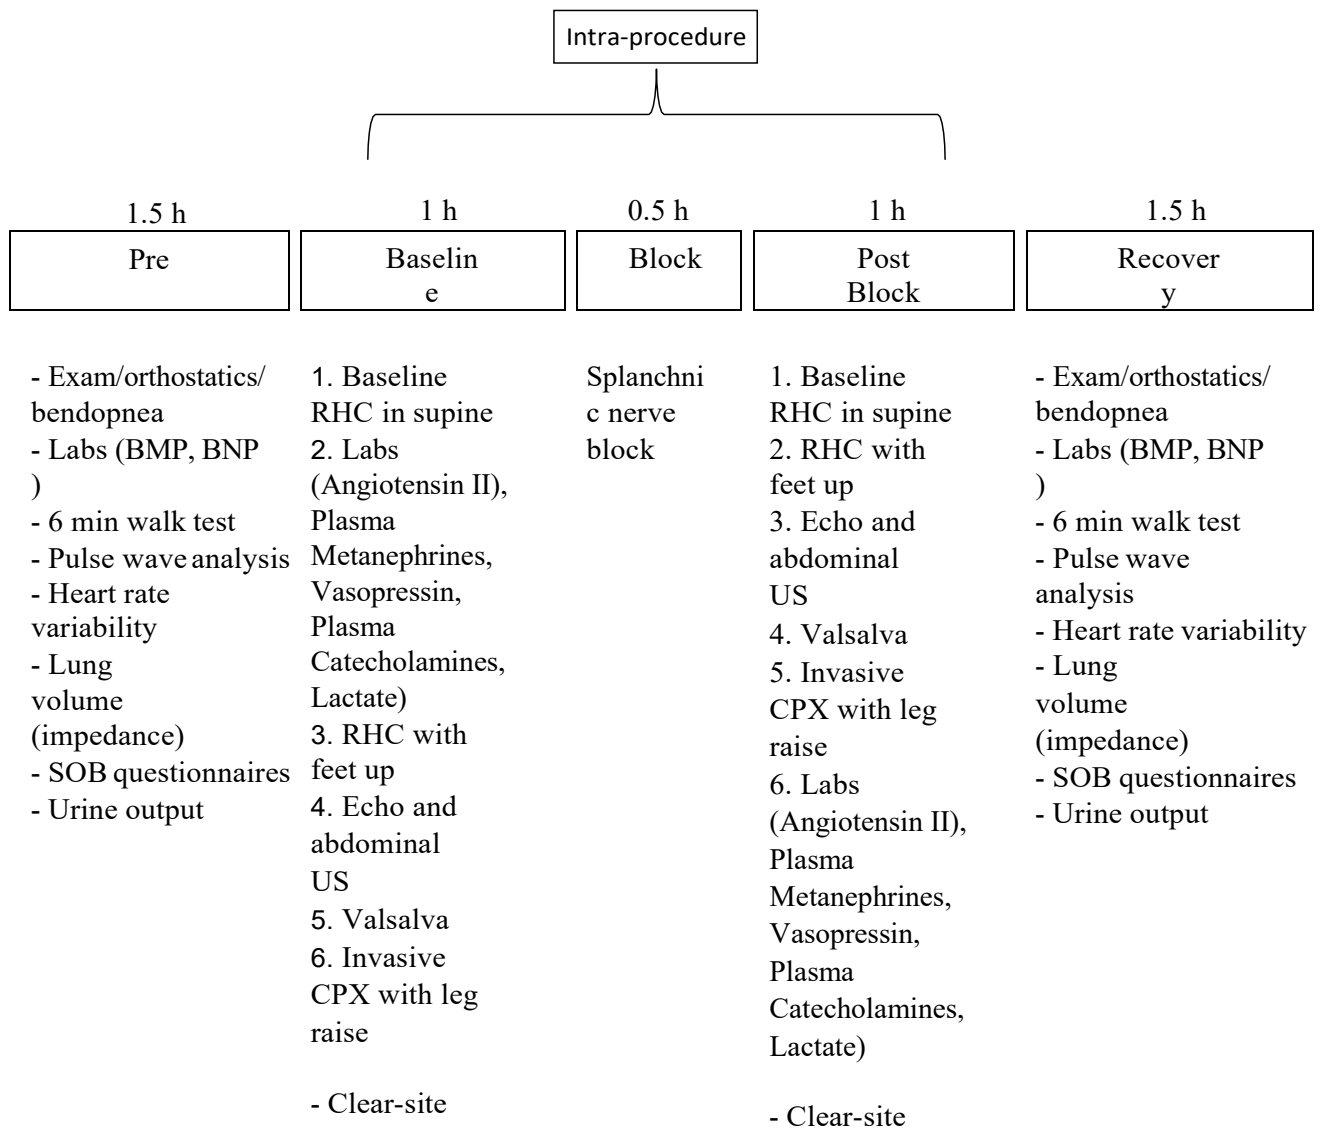 Intra-procedure
1.5 h
1 h
0.5 h
1 h
1.5 h
Pre
Baselin
e
Block
Post
Block
Recover
y
- Exam/orthostatics/
bendopnea
- Labs (BMP, BNP
)
- 6 min walk test
- Pulse wave analysis
- Heart rate
variability
- Lung
volume
(impedance)
- SOB questionnaires
- Urine output
1. Baseline
RHC in supine
2. Labs
(Angiotensin II),
Plasma
Metanephrines,
Vasopressin,
Plasma
Catecholamines,
Lactate)
3. RHC with
feet up
4. Echo and
abdominal
US
5. Valsalva
6. Invasive
CPX with leg
raise
- Clear-site
Splanchni
c nerve
block
1. Baseline
RHC in supine
2. RHC with
feet up
3. Echo and
abdominal
US
4. Valsalva
5. Invasive
CPX with leg
raise
6. Labs
(Angiotensin II),
Plasma
Metanephrines,
Vasopressin,
Plasma
Catecholamines,
Lactate)
- Clear-site
- Exam/orthostatics/
bendopnea
- Labs (BMP, BNP
)
- 6 min walk test
- Pulse wave
analysis
- Heart rate variability
- Lung
volume
(impedance)
- SOB questionnaires
- Urine output